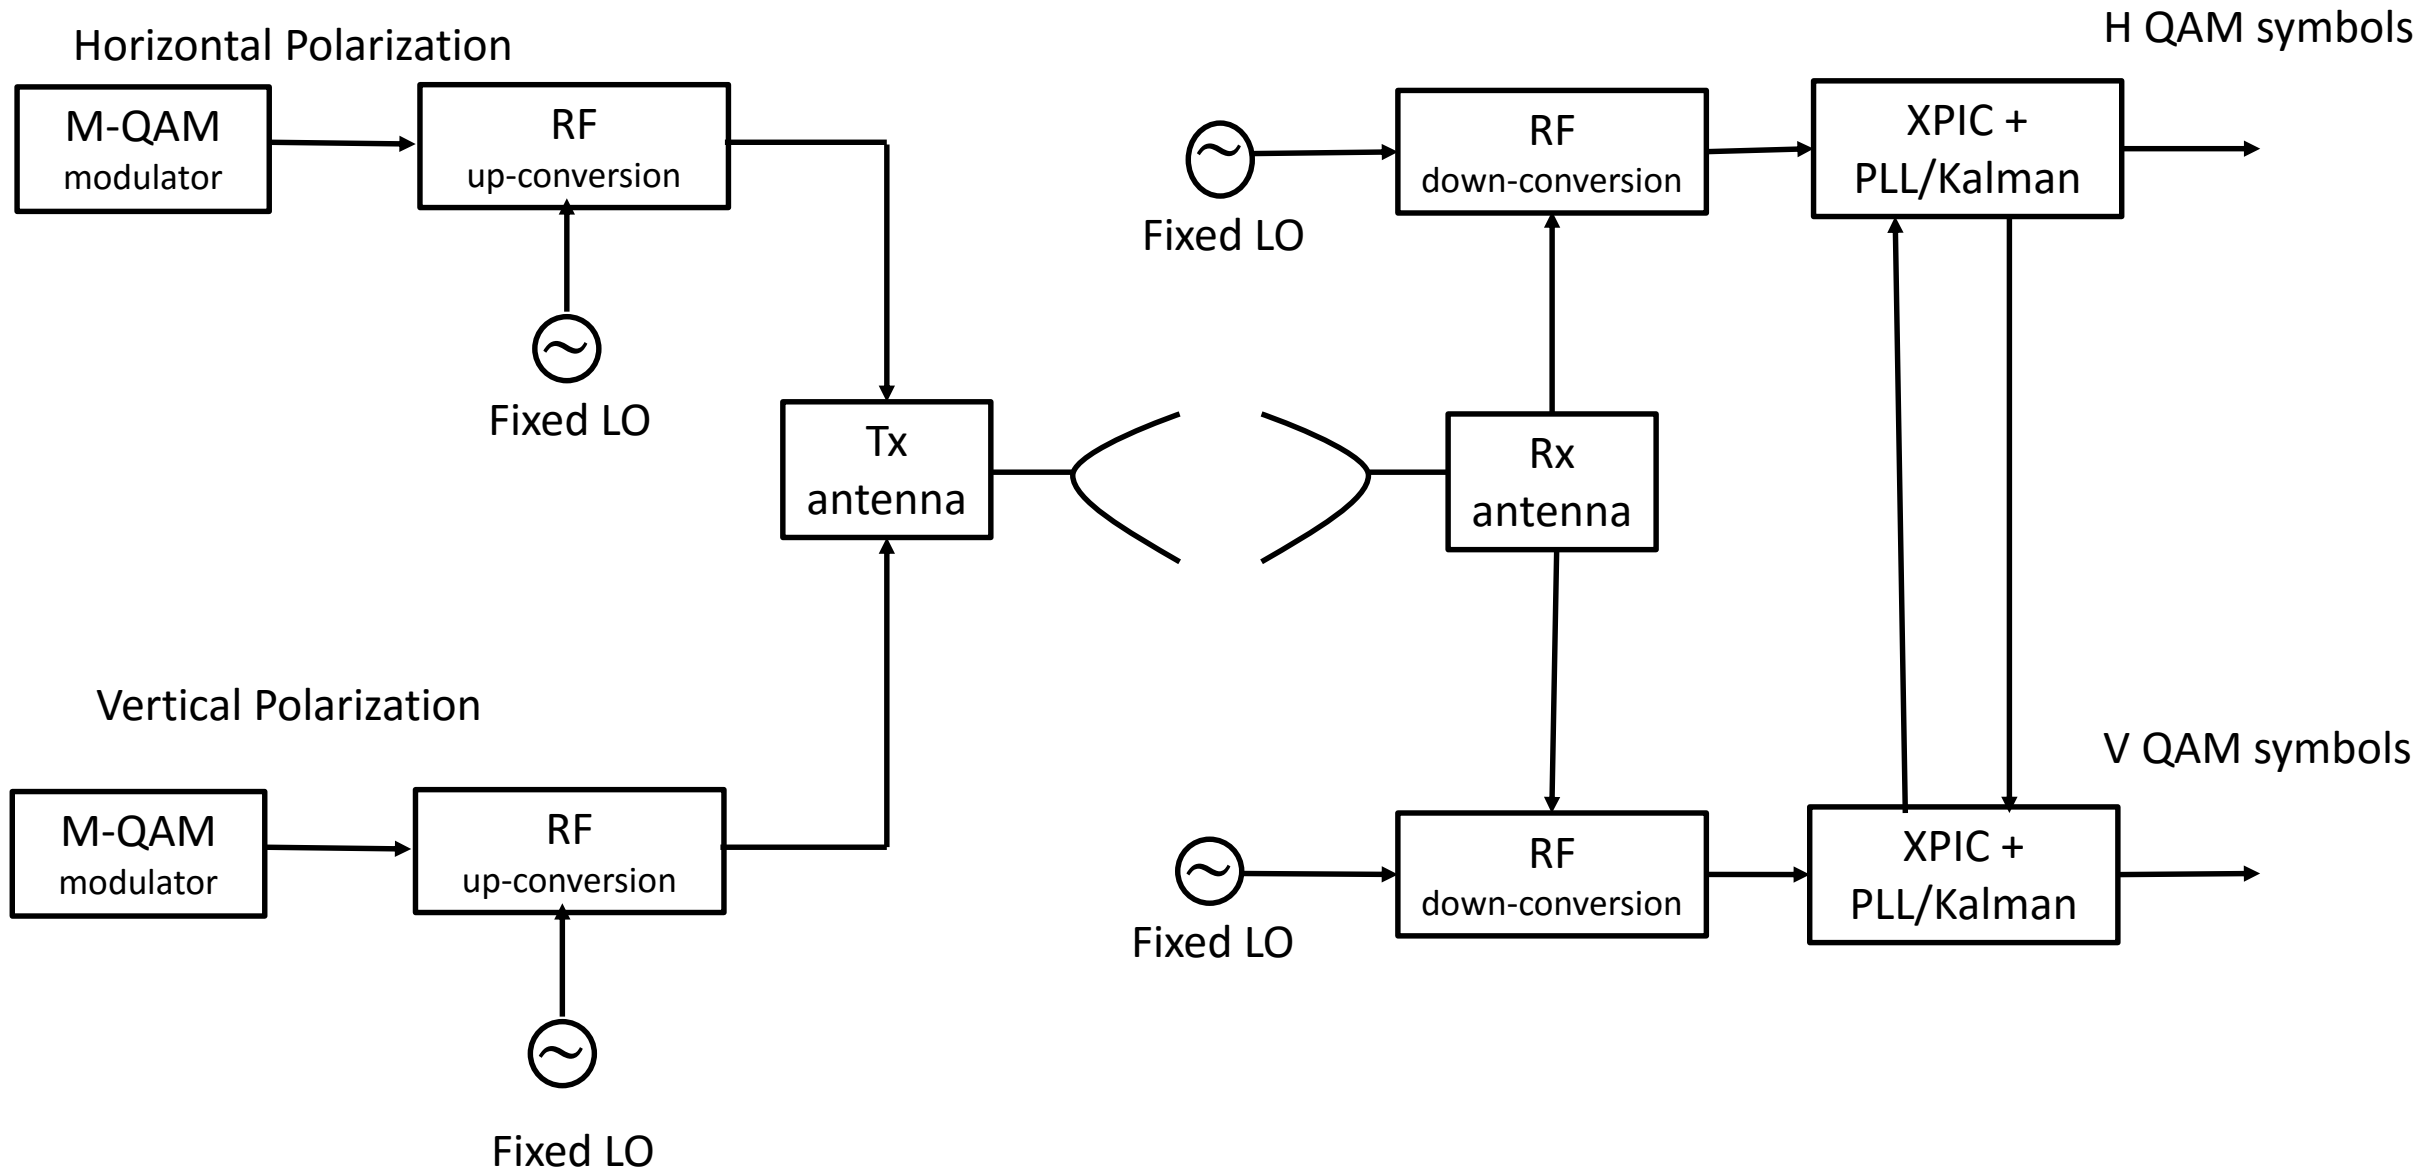 Horizontal Polarization
M-QAM
modulator
RF
up-conversion
Fixed LO
Tx
antenna
Vertical Polarization
M-QAM
modulator
RF
up-conversion
Fixed LO
H QAM symbols
Fixed LO
RF
down-conversion
XPIC +
PLL/Kalman
Rx
antenna
V QAM symbols
Fixed LO
RF
down-conversion
XPIC +
PLL/Kalman